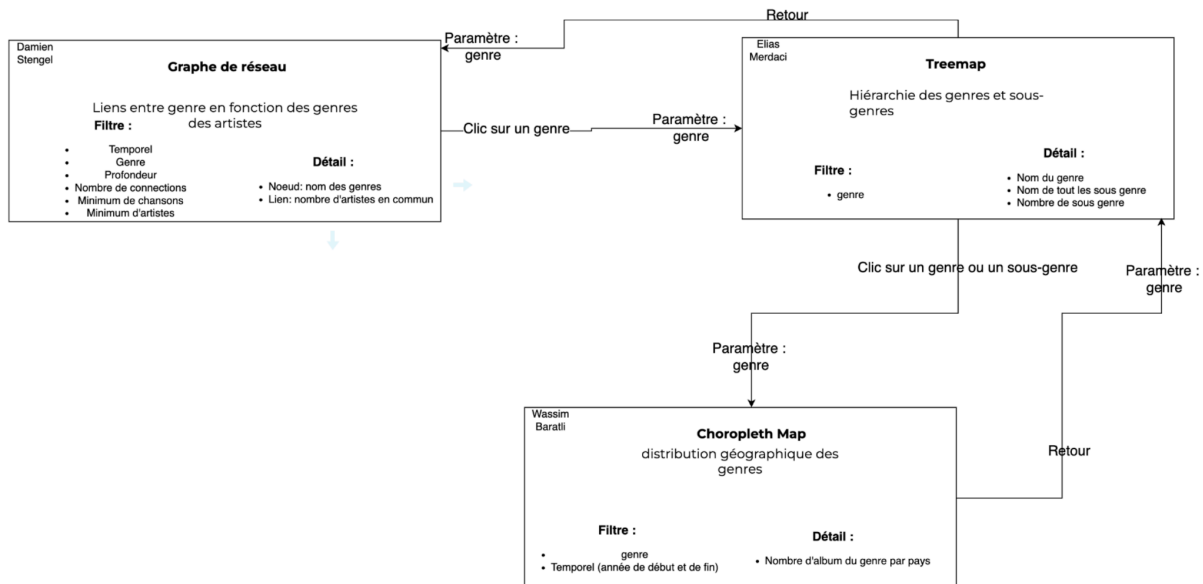 Retour
Paramètre :
genre
Damien
Stengel
Graphe de réseau
Liens entre genre en fonction des genres
des artistes
Filtre :
• Temporel
• Genre
• Profondeur
• Nombre de connections
• Minimum de chansons
• Minimum d'artistes
Détail :
• Noeud: nom des genres
• Lien: nombre d'artistes en commun
Clic sur un genre
Paramètre :
genre
Elias
Merdaci
Treemap
Hiérarchie des genres et sous-
genres
Filtre :
• genre
Détail :
• Nom du genre
• Nom de tout les sous genre
• Nombre de sous genre
Clic sur un genre ou un sous-genre
Paramètre :
genre
Paramètre :
genre
Wassim
Baratli
Choropleth Map
distribution géographique des
genres
Filtre :
• genre
• Temporel (année de début et de fin)
Détail :
• Nombre d'album du genre par pays
Retour